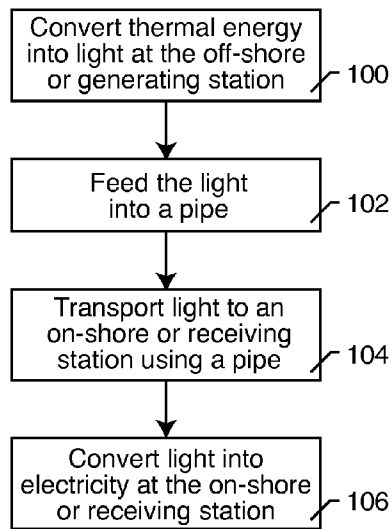 Convert thermal energy
into light at the off-shore
or generating station
100
Feed the light
into a pipe
102
Transport light to an
on-shore or receiving
station using a pipe
104
Convert light into
electricity at the on-shore
or receiving station
106